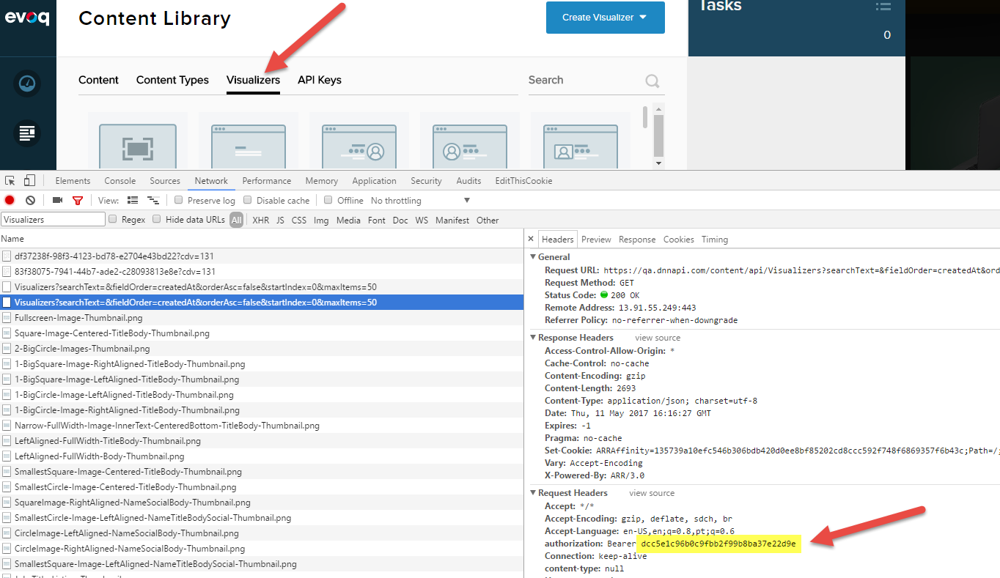 evoq
Content Library
Create Visualizer
Tasks
0
Content Content Types Visualizers API Keys
Search
Elements Console Sources Network Performance Memory Application Security Audits EditThisCookie
View: Preserve log Disable cache Offline No throttling
Visualizers Regex Hide data URLs All XHR JS CSS Img Media Font Doc WS Manifest Other
Name
df37238f-98f3-4123-bd78-e2704e43bd22?cdv=131
83f38075-7941-44b7-ade2-c28093813e8e?cdv=131
Visualizers?searchText=&fieldOrder=createdAt&orderAsc=false&startIndex=0&maxItems=50
Visualizers?searchText=&fieldOrder=createdAt&orderAsc=false&startIndex=0&maxItems=50
Fullscreen-Image-Thumbnail.png
Square-Image-Centered-TitleBody-Thumbnail.png
2-BigCircle-Images-Thumbnail.png
1-BigSquare-Image-RightAligned-TitleBody-Thumbnail.png
1-BigSquare-Image-LeftAligned-TitleBody-Thumbnail.png
1-BigCircle-Image-LeftAligned-TitleBody-Thumbnail.png
1-BigCircle-Image-RightAligned-TitleBody-Thumbnail.png
Narrow-FullWidth-Image-InnerText-CenteredBottom-TitleBody-Thumbnail.png
LeftAligned-FullWidth-TitleBody-Thumbnail.png
LeftAligned-FullWidth-Body-Thumbnail.png
SmallestSquare-Image-Centered-TitleBody-Thumbnail.png
SmallestCircle-Image-Centered-TitleBody-Thumbnail.png
SquareImage-RightAligned-NameSocialBody-Thumbnail.png
SmallestCircle-Image-LeftAligned-NameTitleBodySocial-Thumbnail.png
CircleImage-LeftAligned-NameSocialBody-Thumbnail.png
CircleImage-RightAligned-NameSocialBody-Thumbnail.png
SmallestSquare-Image-LeftAligned-NameTitleBodySocial-Thumbnail.png
× Headers Preview Response Cookies Timing
General
Request URL: https://qa.dnnapi.com/content/api/Visualizers?searchText=&fieldOrder=createdAt&ord
Request Method: GET
Status Code: 200 OK
Remote Address: 13.91.55.249:443
Referrer Policy: no-referrer-when-downgrade
Response Headers view source
Access-Control-Allow-Origin: *
Cache-Control: no-cache
Content-Encoding: gzip
Content-Length: 2693
Content-Type: application/json; charset=utf-8
Date: Thu, 11 May 2017 16:16:27 GMT
Expires: -1
Pragma: no-cache
Set-Cookie: ARRAffinity=135739a10efc546b306bdb420d0ee8bf85202cd8ccc592f748f6869357f6b43c;Path=/;
Vary: Accept-Encoding
X-Powered-By: ARR/3.0
Request Headers view source
Accept: */*
Accept-Encoding: gzip, deflate, sdch, br
Accept-Language: en-US,en;q=0.8,pt;q=0.6
authorization: Bearer dcc5e1c96b0c9fbb2f99b8ba37e22d9e
Connection: keep-alive
content-type: null